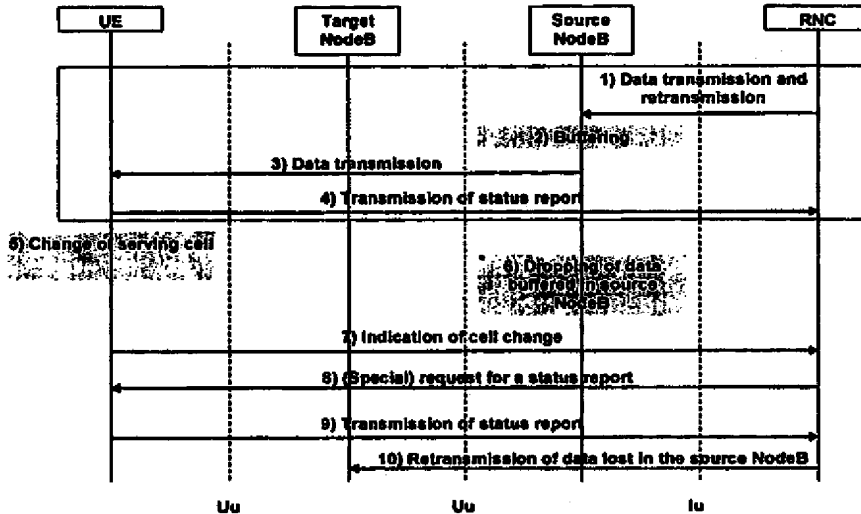 UE
Target
NodeB
Source
NodeB
RNC
1) Data transmission and
retransmission
2) Buffering
3) Data transmission
4) Transmission of status report
5) Change of serving cell
6) Dropping of data
buffered in source
NodeB
7) Indication of cell change
8) (Special) request for a status report
9) Transmission of status report
10) Retransmission of data lost in the source NodeB
Uu
Uu
Iu